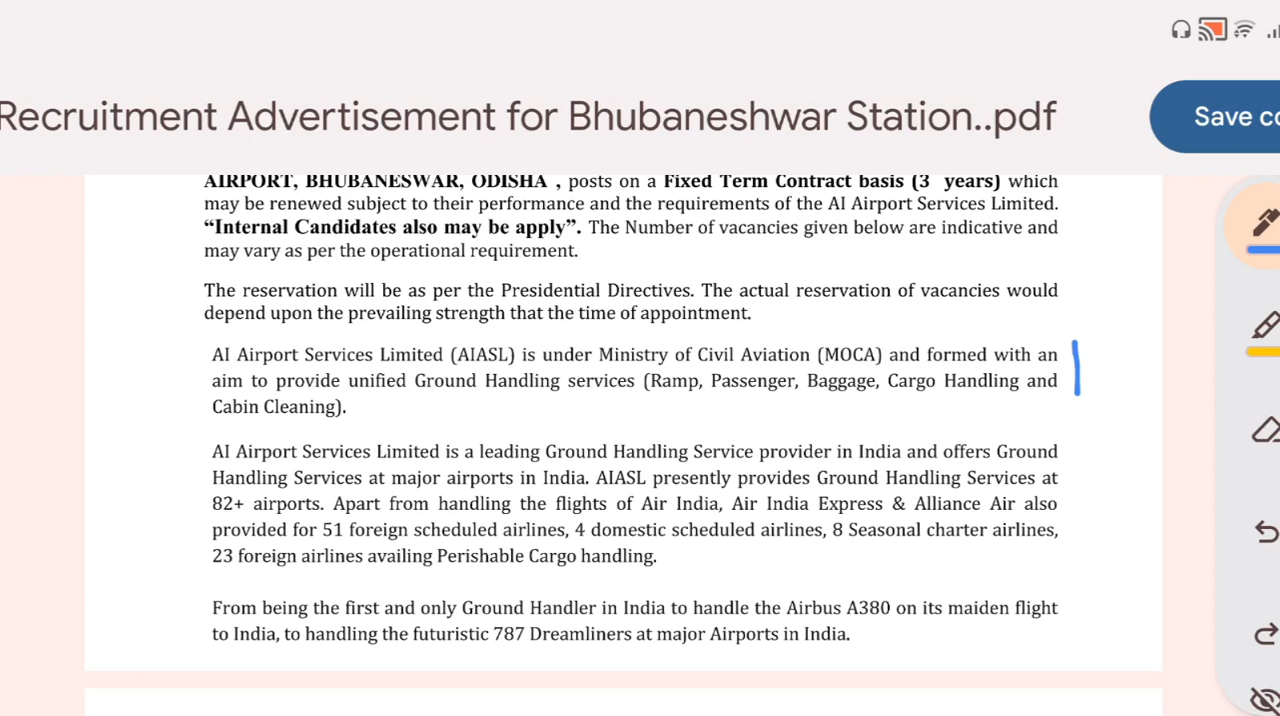 Recruitment Advertisement for Bhubaneshwar Station..pdf
Save co
AIRPORT, BHUBANESWAR, ODISHA , posts on a Fixed Term Contract basis (3 years) which
may be renewed subject to their performance and the requirements of the AI Airport Services Limited.
“Internal Candidates also may be apply”. The Number of vacancies given below are indicative and
may vary as per the operational requirement.
The reservation will be as per the Presidential Directives. The actual reservation of vacancies would
depend upon the prevailing strength that the time of appointment.
AI Airport Services Limited (AIASL) is under Ministry of Civil Aviation (MOCA) and formed with an
aim to provide unified Ground Handling services (Ramp, Passenger, Baggage, Cargo Handling and
Cabin Cleaning).
AI Airport Services Limited is a leading Ground Handling Service provider in India and offers Ground
Handling Services at major airports in India. AIASL presently provides Ground Handling Services at
82+ airports. Apart from handling the flights of Air India, Air India Express & Alliance Air also
provided for 51 foreign scheduled airlines, 4 domestic scheduled airlines, 8 Seasonal charter airlines,
23 foreign airlines availing Perishable Cargo handling.
From being the first and only Ground Handler in India to handle the Airbus A380 on its maiden flight
to India, to handling the futuristic 787 Dreamliners at major Airports in India.